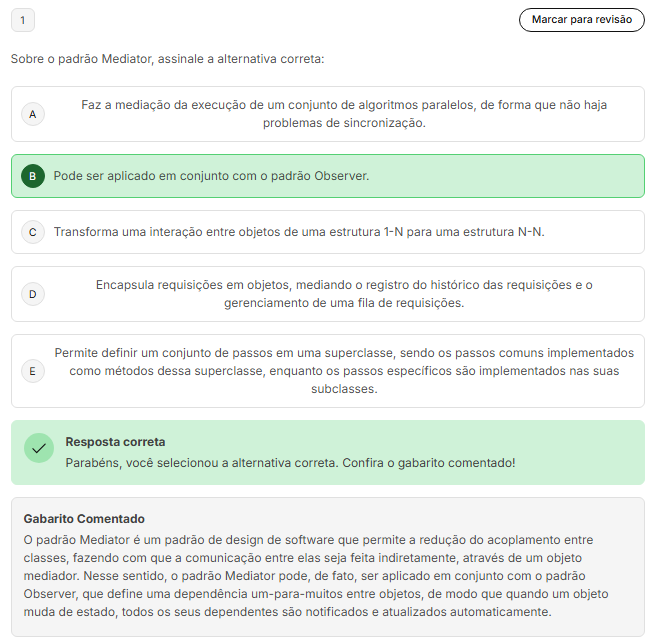 1
Marcar para revisão
Sobre o padrão Mediator, assinale a alternativa correta:
A
Faz a mediação da execução de um conjunto de algoritmos paralelos, de forma que não haja
problemas de sincronização.
B
Pode ser aplicado em conjunto com o padrão Observer.
C
Transforma uma interação entre objetos de uma estrutura 1-N para uma estrutura N-N.
D
Encapsula requisições em objetos, mediando o registro do histórico das requisições e o
gerenciamento de uma fila de requisições.
E
Permite definir um conjunto de passos em uma superclasse, sendo os passos comuns implementados
como métodos dessa superclasse, enquanto os passos específicos são implementados nas suas
subclasses.
Resposta correta
Parabéns, você selecionou a alternativa correta. Confira o gabarito comentado!
Gabarito Comentado
O padrão Mediator é um padrão de design de software que permite a redução do acoplamento entre
classes, fazendo com que a comunicação entre elas seja feita indiretamente, através de um objeto
mediador. Nesse sentido, o padrão Mediator pode, de fato, ser aplicado em conjunto com o padrão
Observer, que define uma dependência um-para-muitos entre objetos, de modo que quando um objeto
muda de estado, todos os seus dependentes são notificados e atualizados automaticamente.